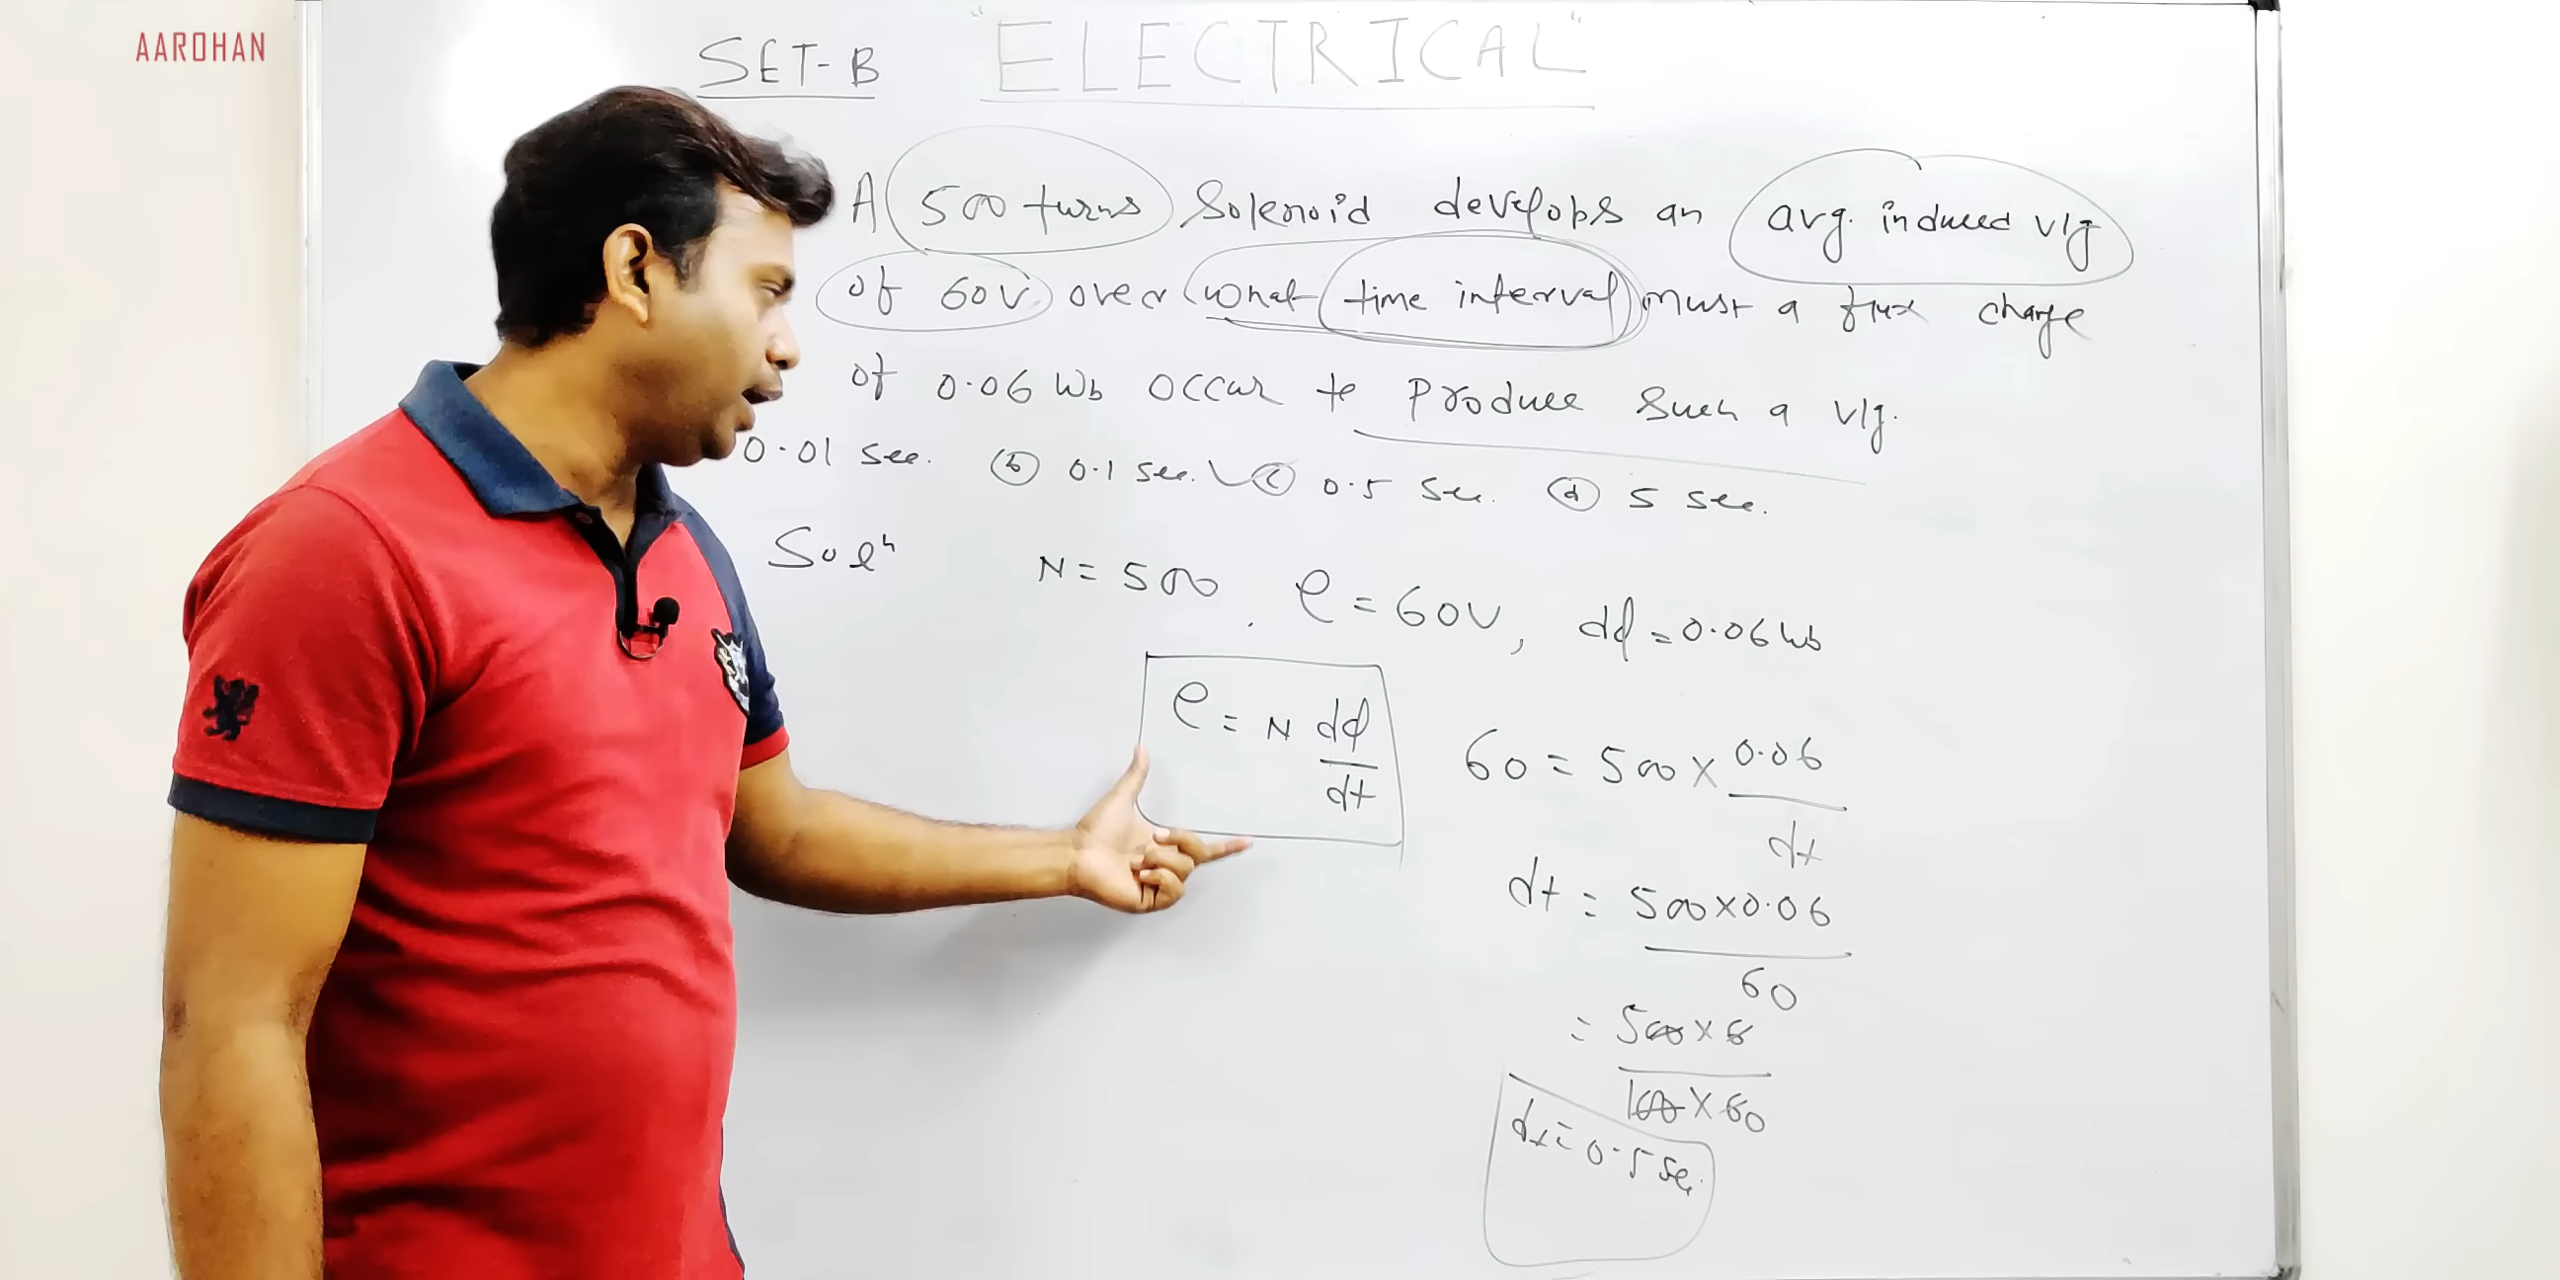 AAROHAN
SET-B "ELECTRICAL"
A 500 turns Solenoid develops an avg. induced v/g
of 60V over what time interval must a flux change
of 0.06 Wb occur to produce such a v/g.
0.01 sec. (b) 0.1 sec. (c) 0.5 sec. (d) 5 sec.
Solⁿ N = 500, e = 60V, dϕ = 0.06 Wb
e = N dϕ/dt
60 = 500 × 0.06/dt
dt = 500×0.06/60
= 500×6/100×60
dt = 0.5 sec.